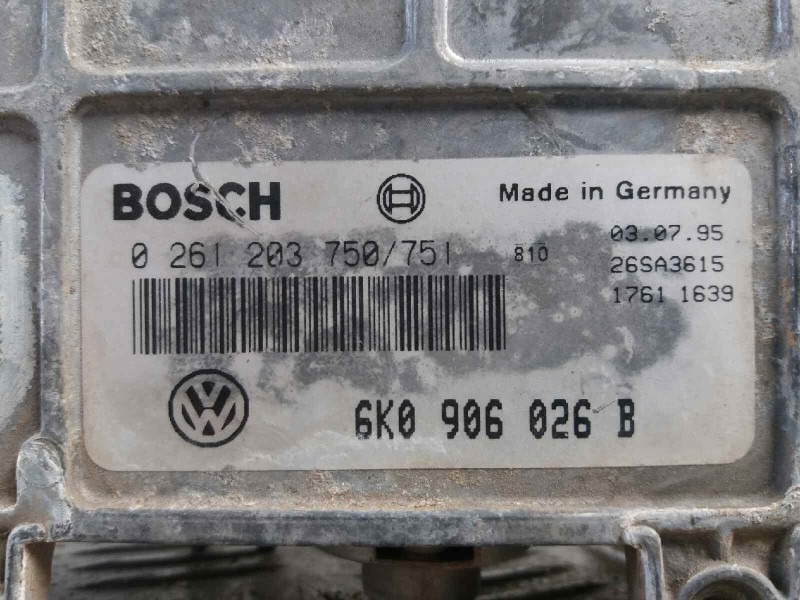 BOSCH Made in Germany
0 261 203 750/751 810 03.07.95
26SA3615
1761 1639
6K0 906 026 B